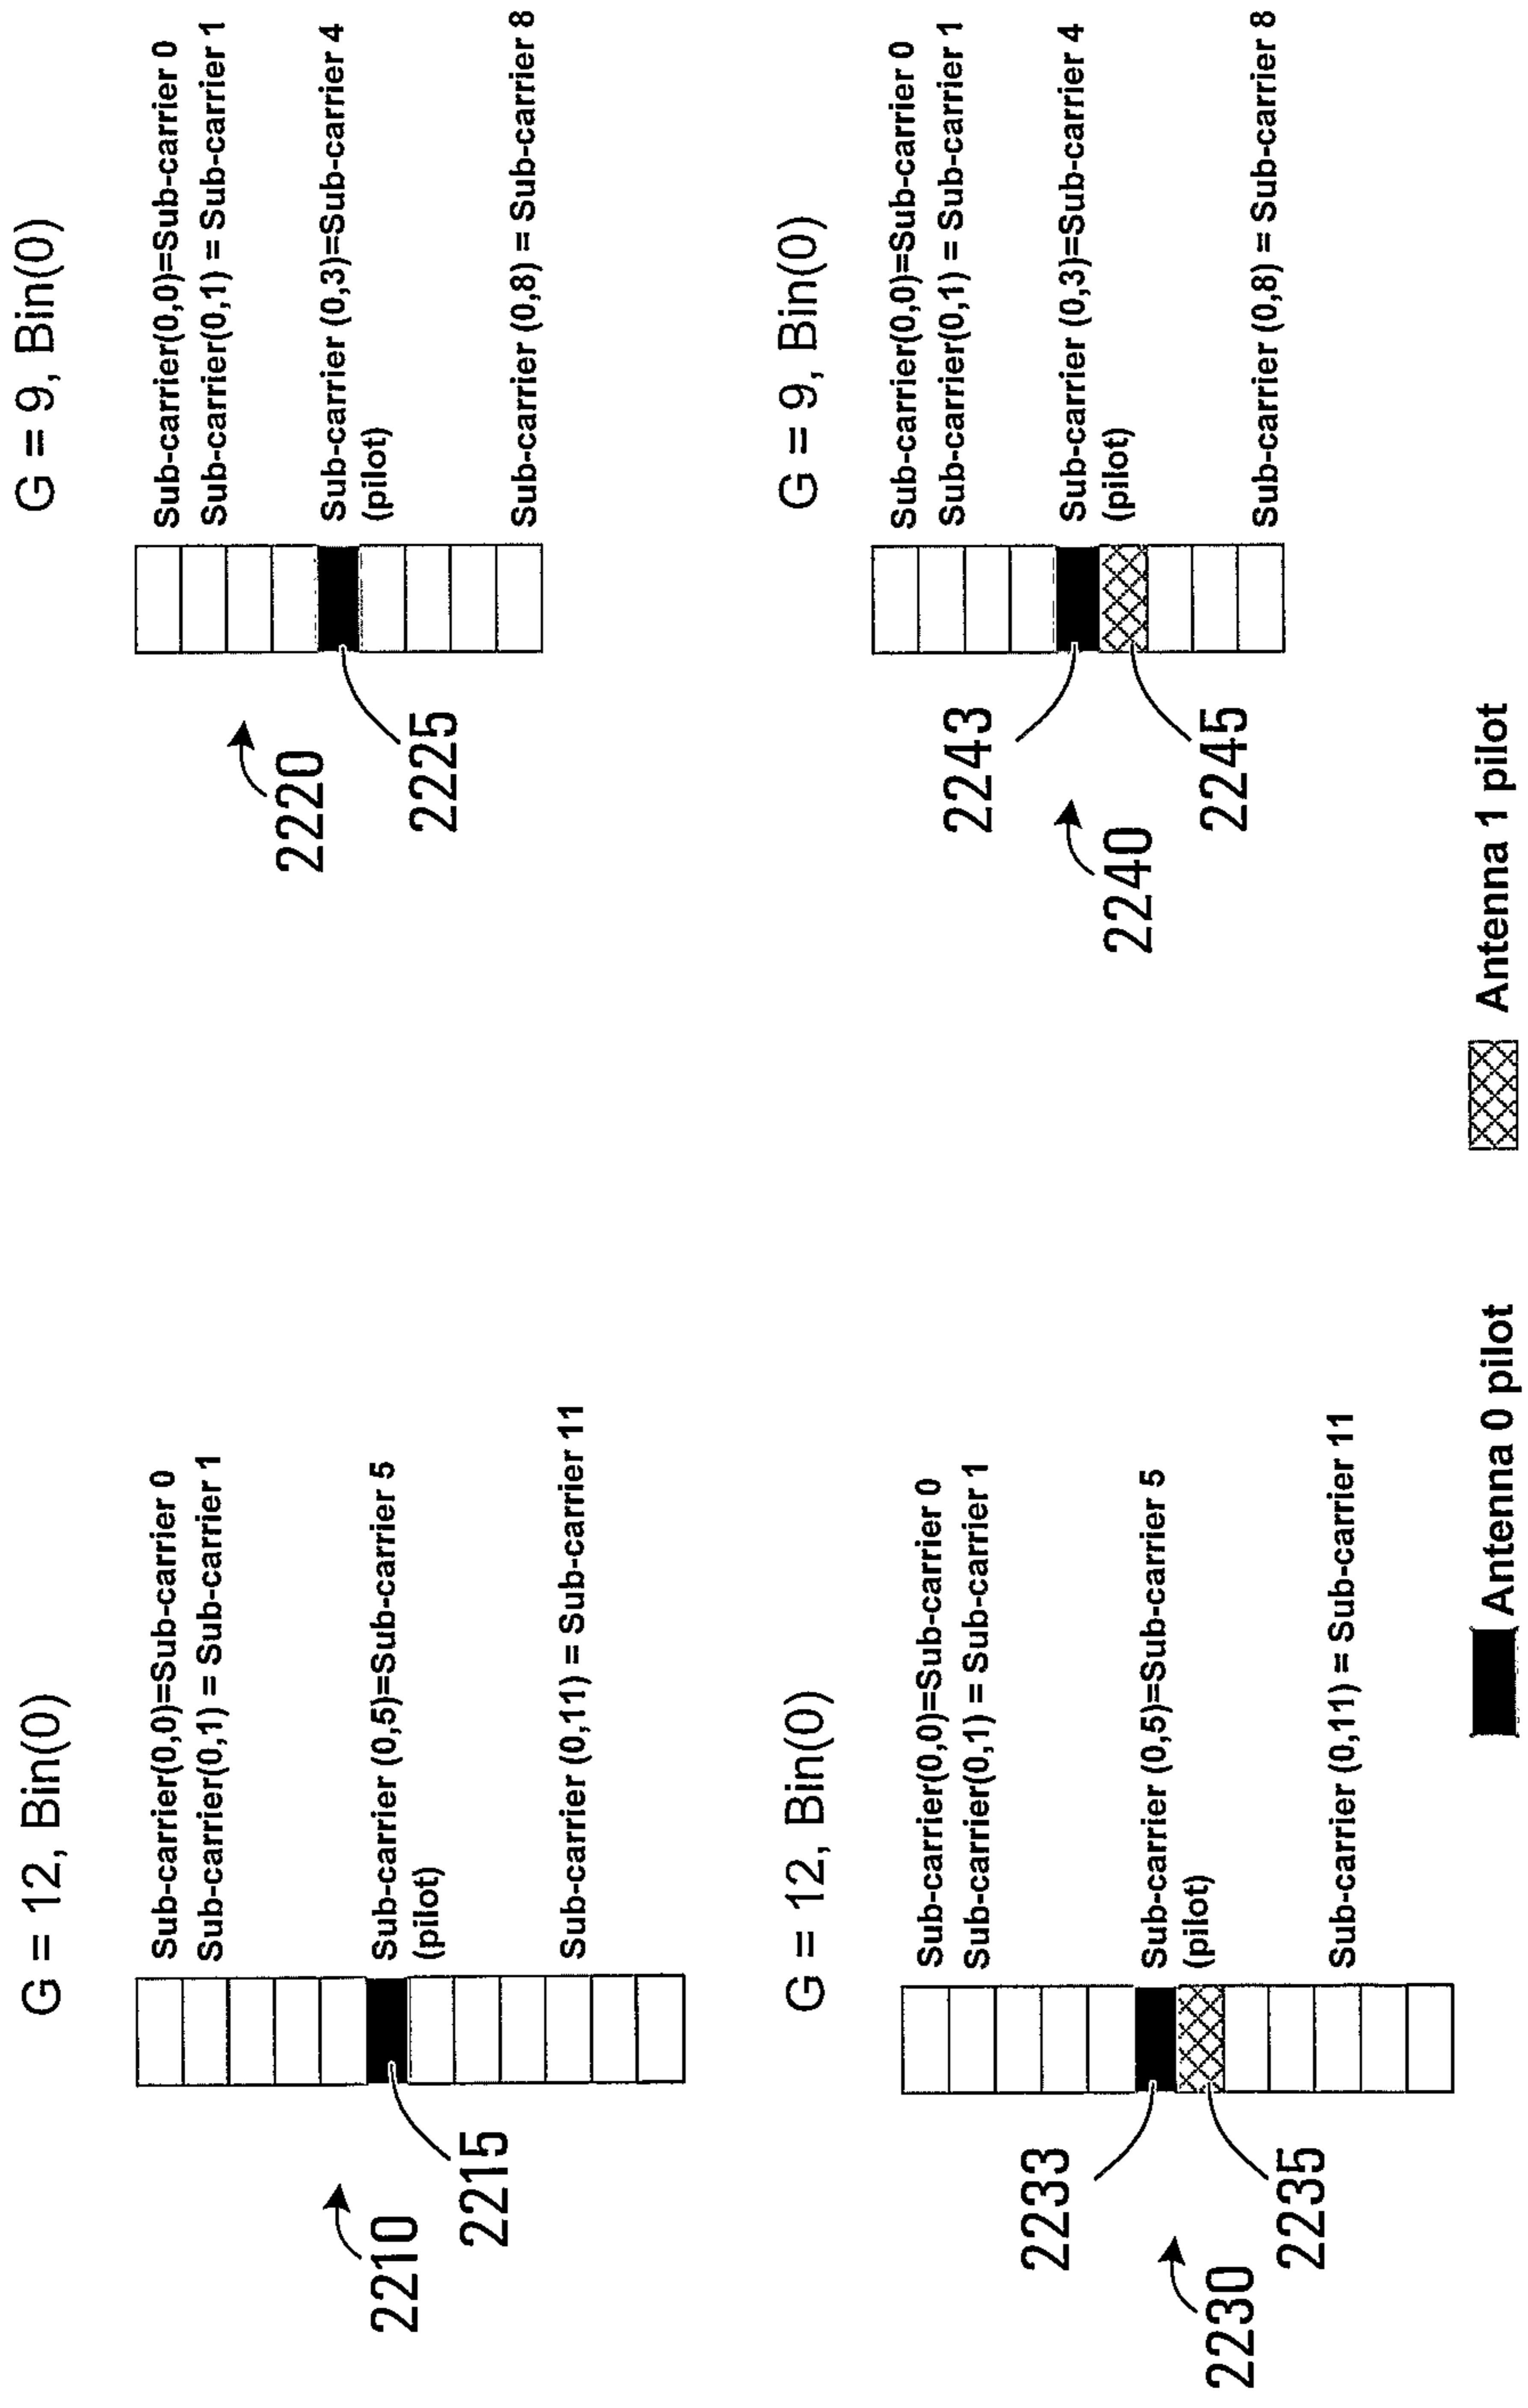 G = 12, Bin(0)
Sub-carrier(0,0)=Sub-carrier 0
Sub-carrier(0,1) = Sub-carrier 1
Sub-carrier (0,5)=Sub-carrier 5
(pilot)
Sub-carrier (0,11) = Sub-carrier 11
2210
2215
G = 9, Bin(0)
Sub-carrier(0,0)=Sub-carrier 0
Sub-carrier(0,1) = Sub-carrier 1
Sub-carrier (0,3)=Sub-carrier 4
(pilot)
Sub-carrier (0,8) = Sub-carrier 8
2220
2225
G = 12, Bin(0)
Sub-carrier(0,0)=Sub-carrier 0
Sub-carrier(0,1) = Sub-carrier 1
Sub-carrier (0,5)=Sub-carrier 5
(pilot)
Sub-carrier (0,11) = Sub-carrier 11
2233
2230
2235
G = 9, Bin(0)
Sub-carrier(0,0)=Sub-carrier 0
Sub-carrier(0,1) = Sub-carrier 1
Sub-carrier (0,3)=Sub-carrier 4
(pilot)
Sub-carrier (0,8) = Sub-carrier 8
2243
2240
2245
Antenna 0 pilot
Antenna 1 pilot